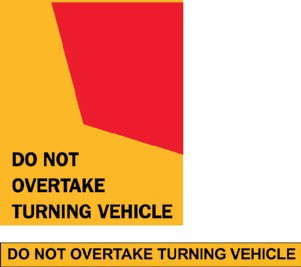 DO NOT
OVERTAKE
TURNING VEHICLE
DO NOT OVERTAKE TURNING VEHICLE